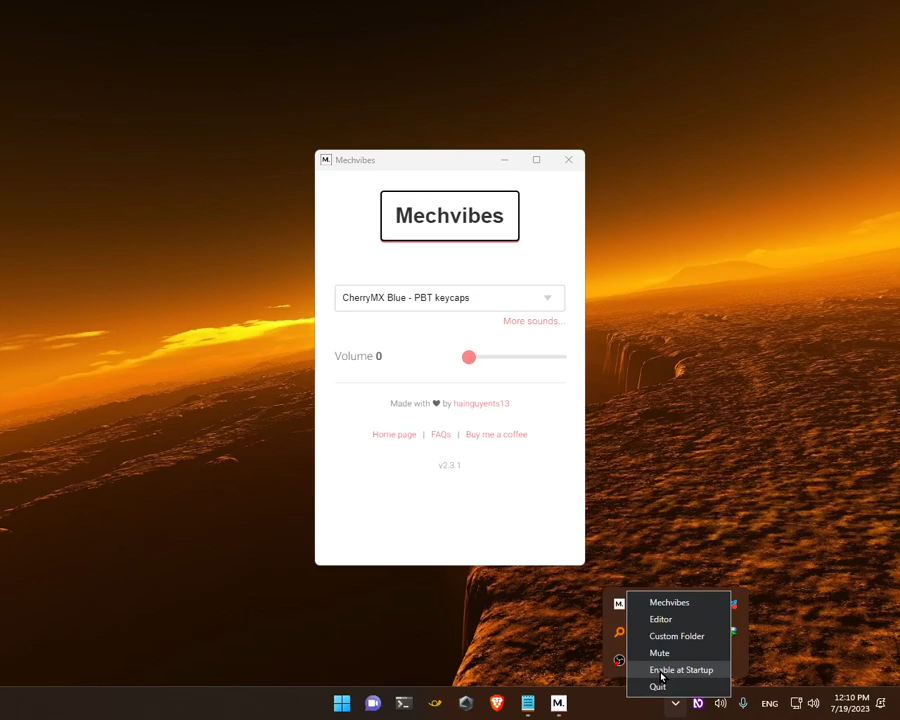 M. Mechvibes
Mechvibes
CherryMX Blue - PBT keycaps
More sounds...
Volume 0
Made with ♥ by hainguyents13
Home page | FAQs | Buy me a coffee
v2.3.1
M.
Mechvibes
Editor
Custom Folder
Mute
Enable at Startup
Quit
M.
N
ENG
12:10 PM
7/19/2023